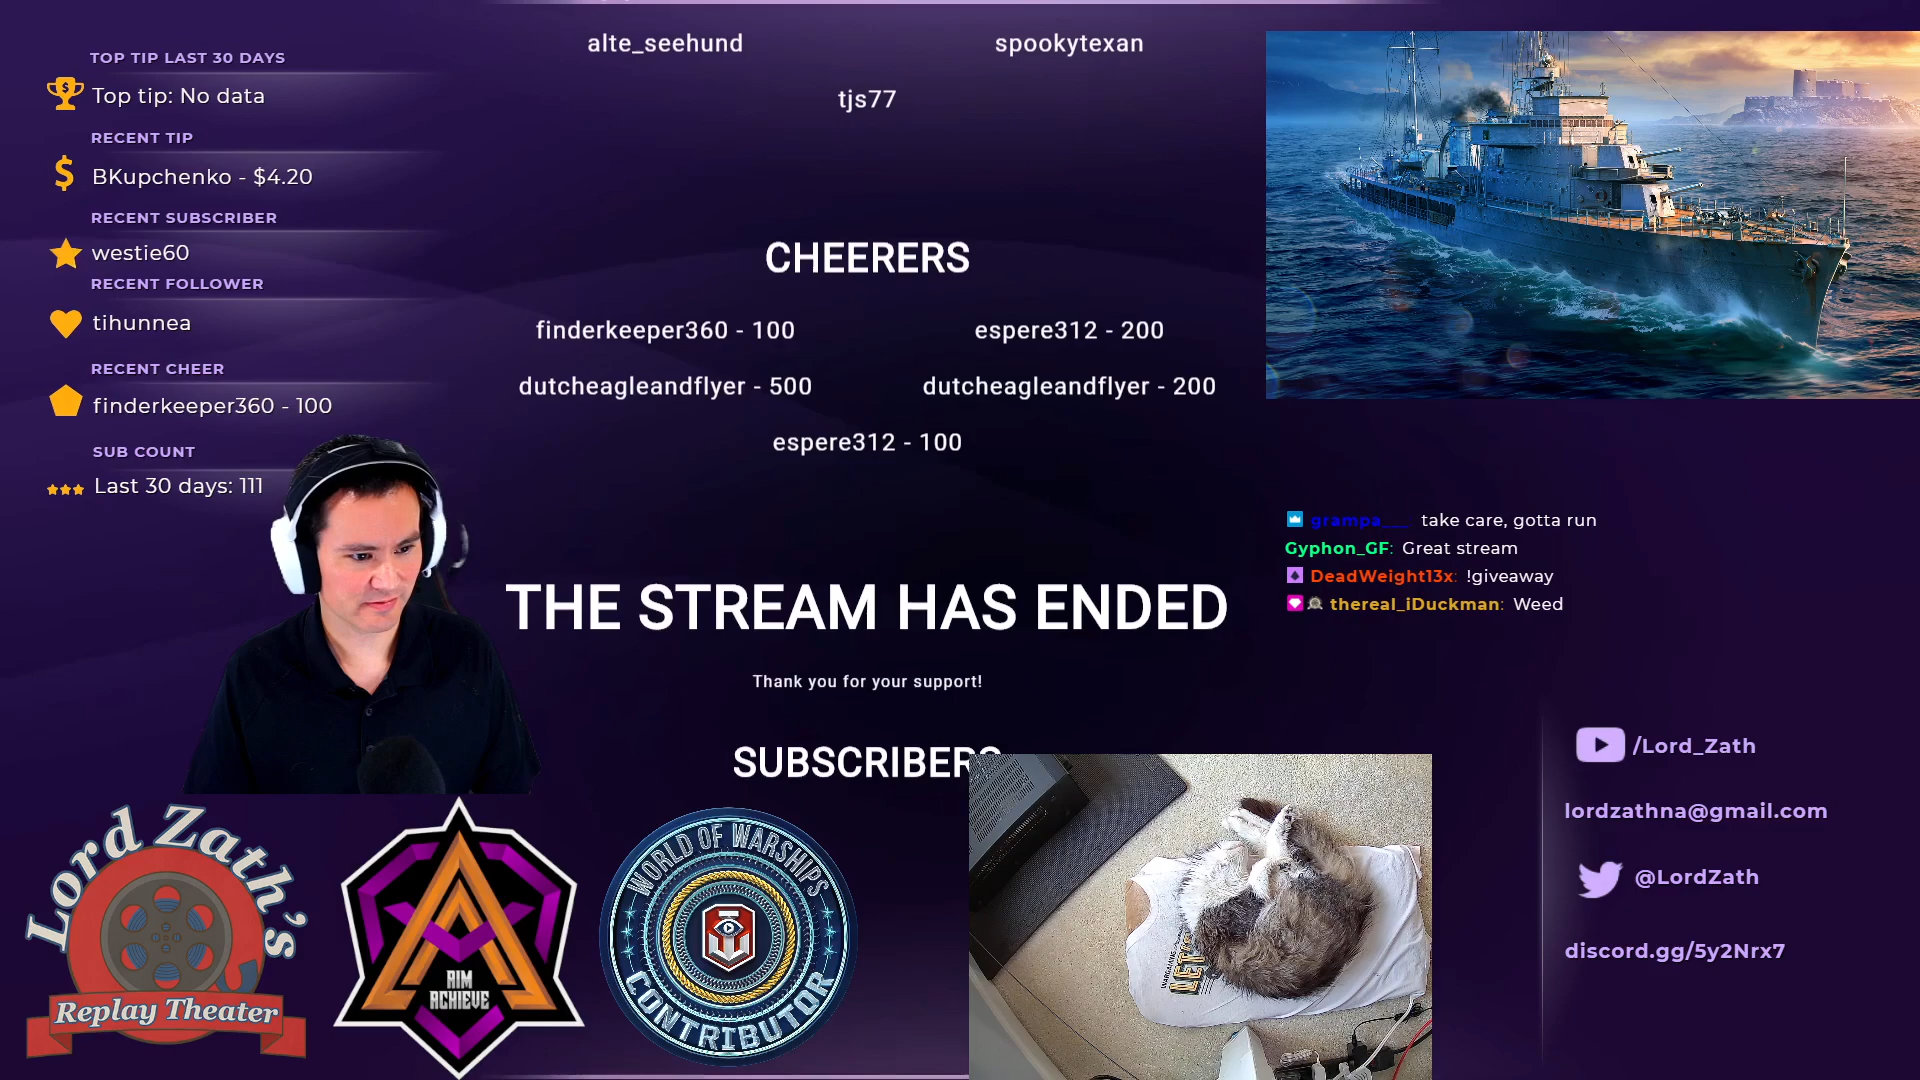 TOP TIP LAST 30 DAYS
Top tip: No data
RECENT TIP
BKupchenko - $4.20
RECENT SUBSCRIBER
westie60
RECENT FOLLOWER
tihunnea
RECENT CHEER
finderkeeper360 - 100
SUB COUNT
Last 30 days: 111
alte_seehund
spookytexan
tjs77
CHEERERS
finderkeeper360 - 100
espere312 - 200
dutcheagleandflyer - 500
dutcheagleandflyer - 200
espere312 - 100
THE STREAM HAS ENDED
Thank you for your support!
SUBSCRIBERS
grampa___ take care, gotta run
Gyphon_GF: Great stream
DeadWeight13x: !giveaway
thereal_iDuckman: Weed
/Lord_Zath
lordzathna@gmail.com
@LordZath
discord.gg/5y2Nrx7
Lord Zath's
Replay Theater
AIM
ACHIEVE
WORLD OF WARSHIPS
CONTRIBUTOR
WARGAMING